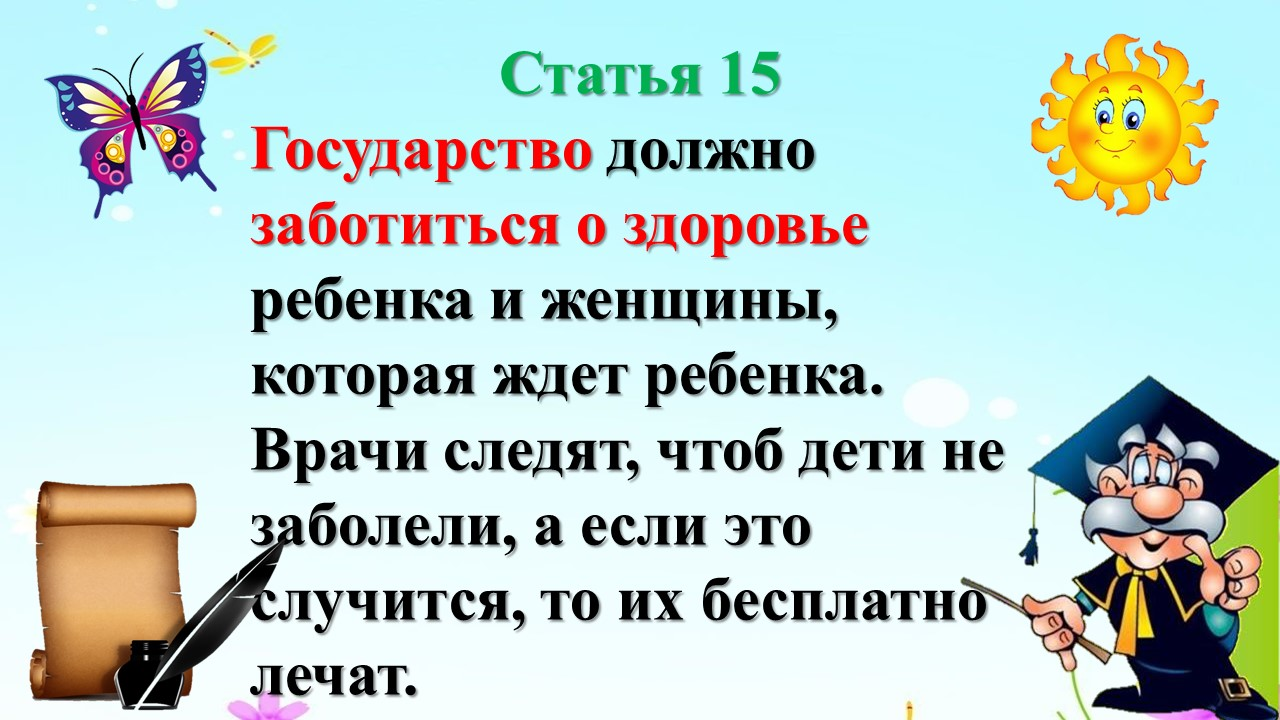 Статья 15
Государство должно
заботиться о здоровье
ребенка и женщины,
которая ждет ребенка.
Врачи следят, чтоб дети не
заболели, а если это
случится, то их бесплатно
лечат.